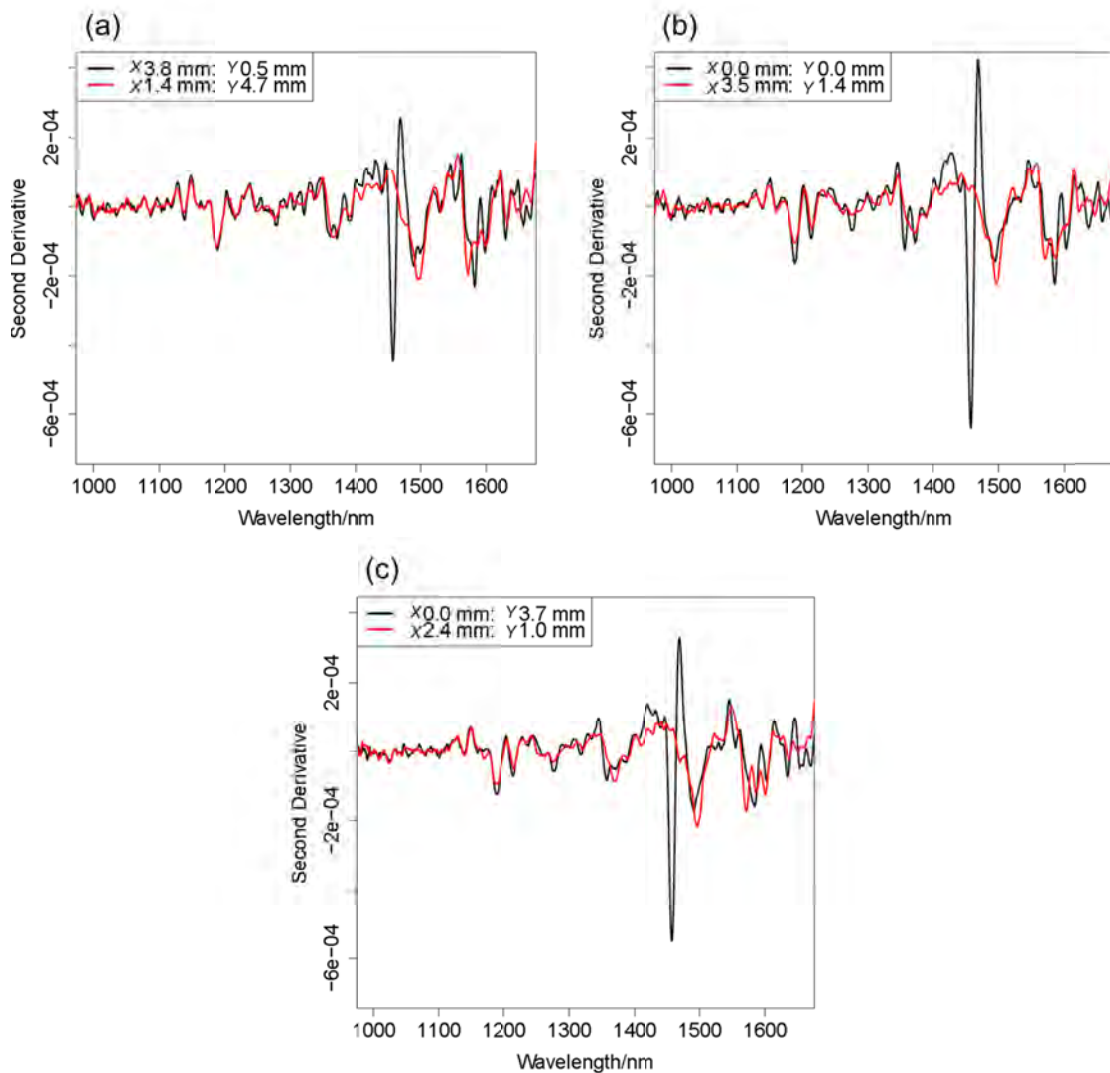 (a)
X3.8 mm: Y0.5 mm
X1.4 mm: Y4.7 mm
2e−04
−2e−04
−6e−04
Second Derivative
1000 1100 1200 1300 1400 1500 1600
Wavelength/nm
(b)
X0.0 mm: Y0.0 mm
X3.5 mm: Y1.4 mm
2e−04
−2e−04
−6e−04
Second Derivative
1000 1100 1200 1300 1400 1500 1600
Wavelength/nm
(c)
X0.0 mm: Y3.7 mm
X2.4 mm: Y1.0 mm
2e−04
−2e−04
−6e−04
Second Derivative
1000 1100 1200 1300 1400 1500 1600
Wavelength/nm